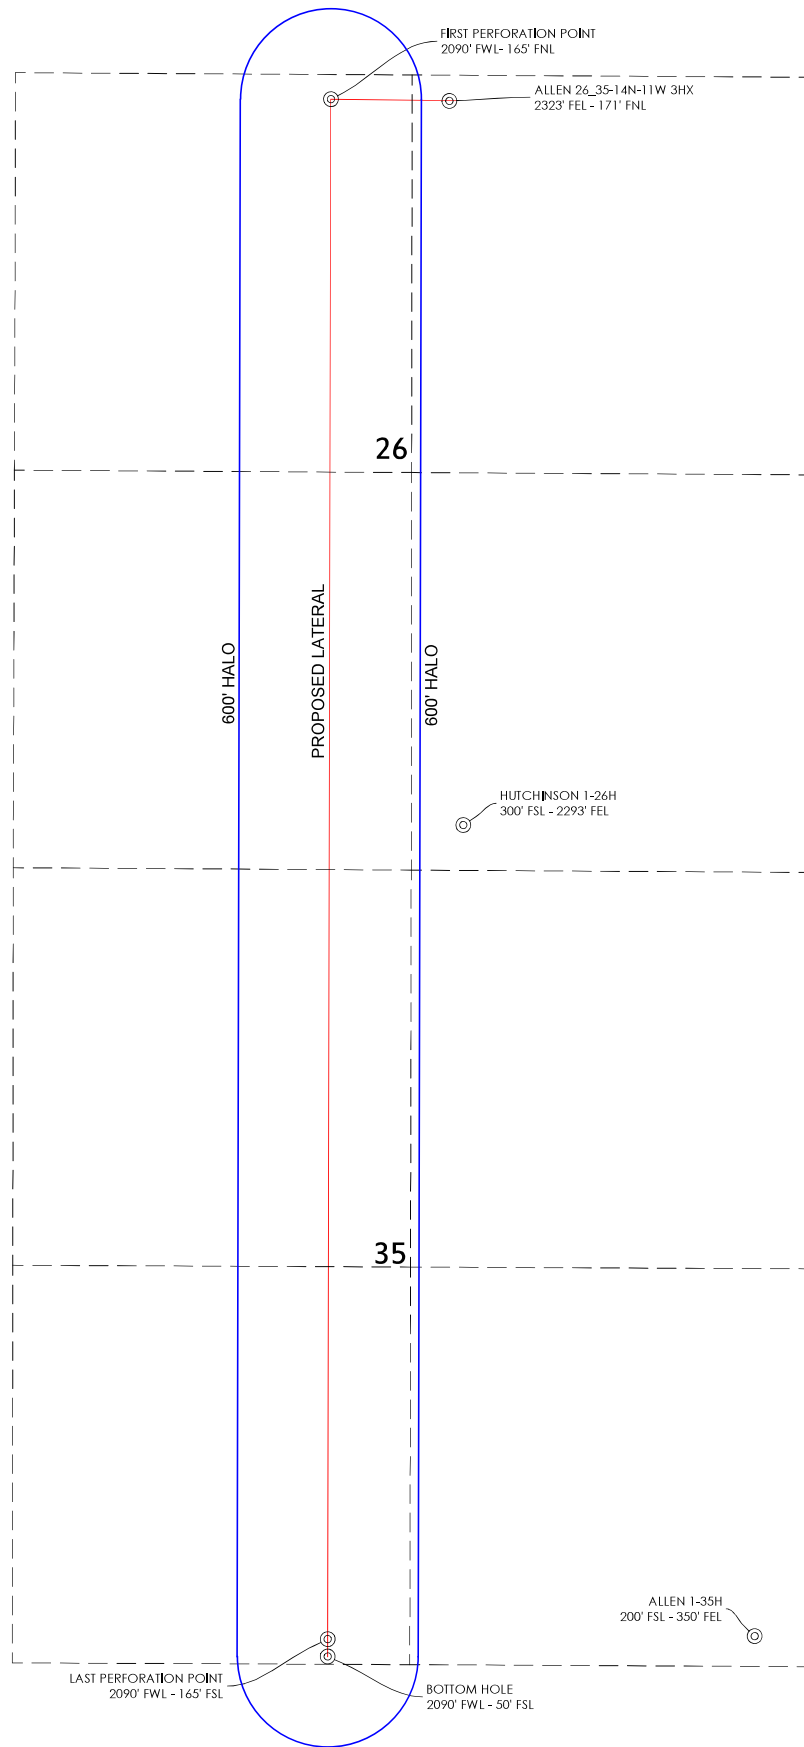 FIRST PERFORATION POINT
2090' FWL- 165' FNL
ALLEN 26_35-14N-11W 3HX
2323' FEL - 171' FNL
26
PROPOSED LATERAL
600' HALO
600' HALO
HUTCHINSON 1-26H
300' FSL - 2293' FEL
35
ALLEN 1-35H
200' FSL - 350' FEL
LAST PERFORATION POINT
2090' FWL - 165' FSL
BOTTOM HOLE
2090' FWL - 50' FSL